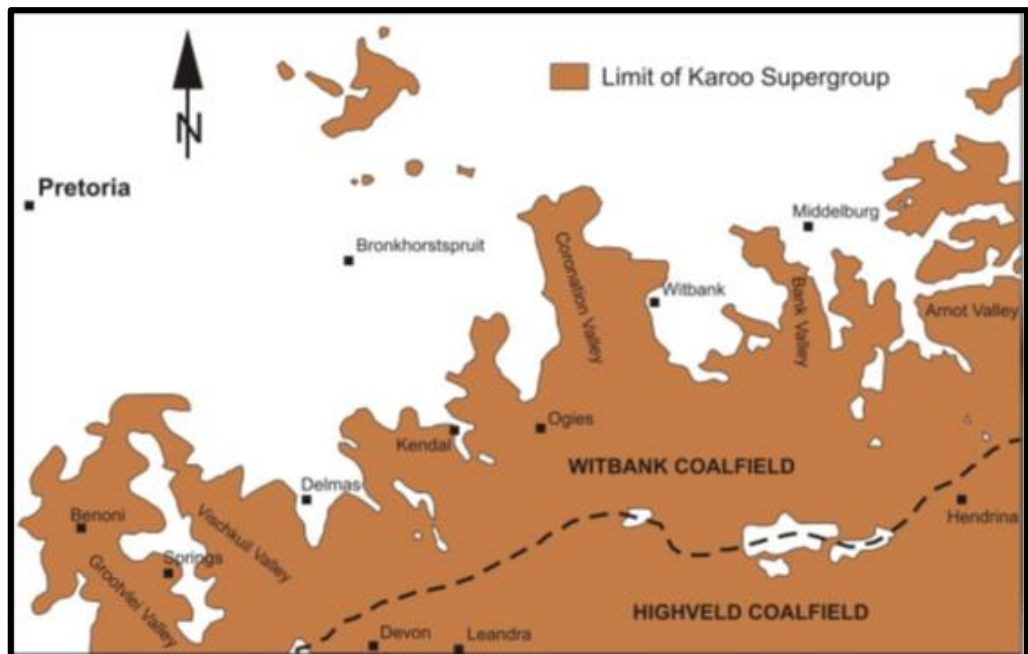 N
Limit of Karoo Supergroup
Pretoria
Middelburg
Bronkhorstspruit
Coronation Valley
Witbank
Bank Valley
Arnot Valley
Ogies
Kendal
WITBANK COALFIELD
Delmas
Benoni
Vischkuil Valley
Hendrina
Springs
Grootvlei Valley
HIGHVELD COALFIELD
Devon
Leandra